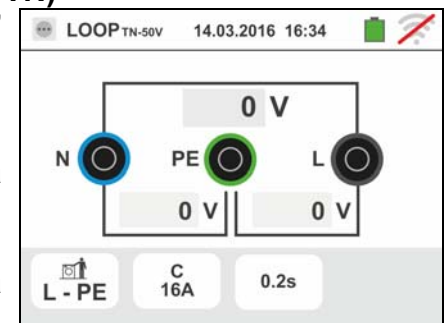 LOOP TN-50V 14.03.2016 16:34
0 V
N PE L
0 V 0 V
L - PE C 0.2s
16A